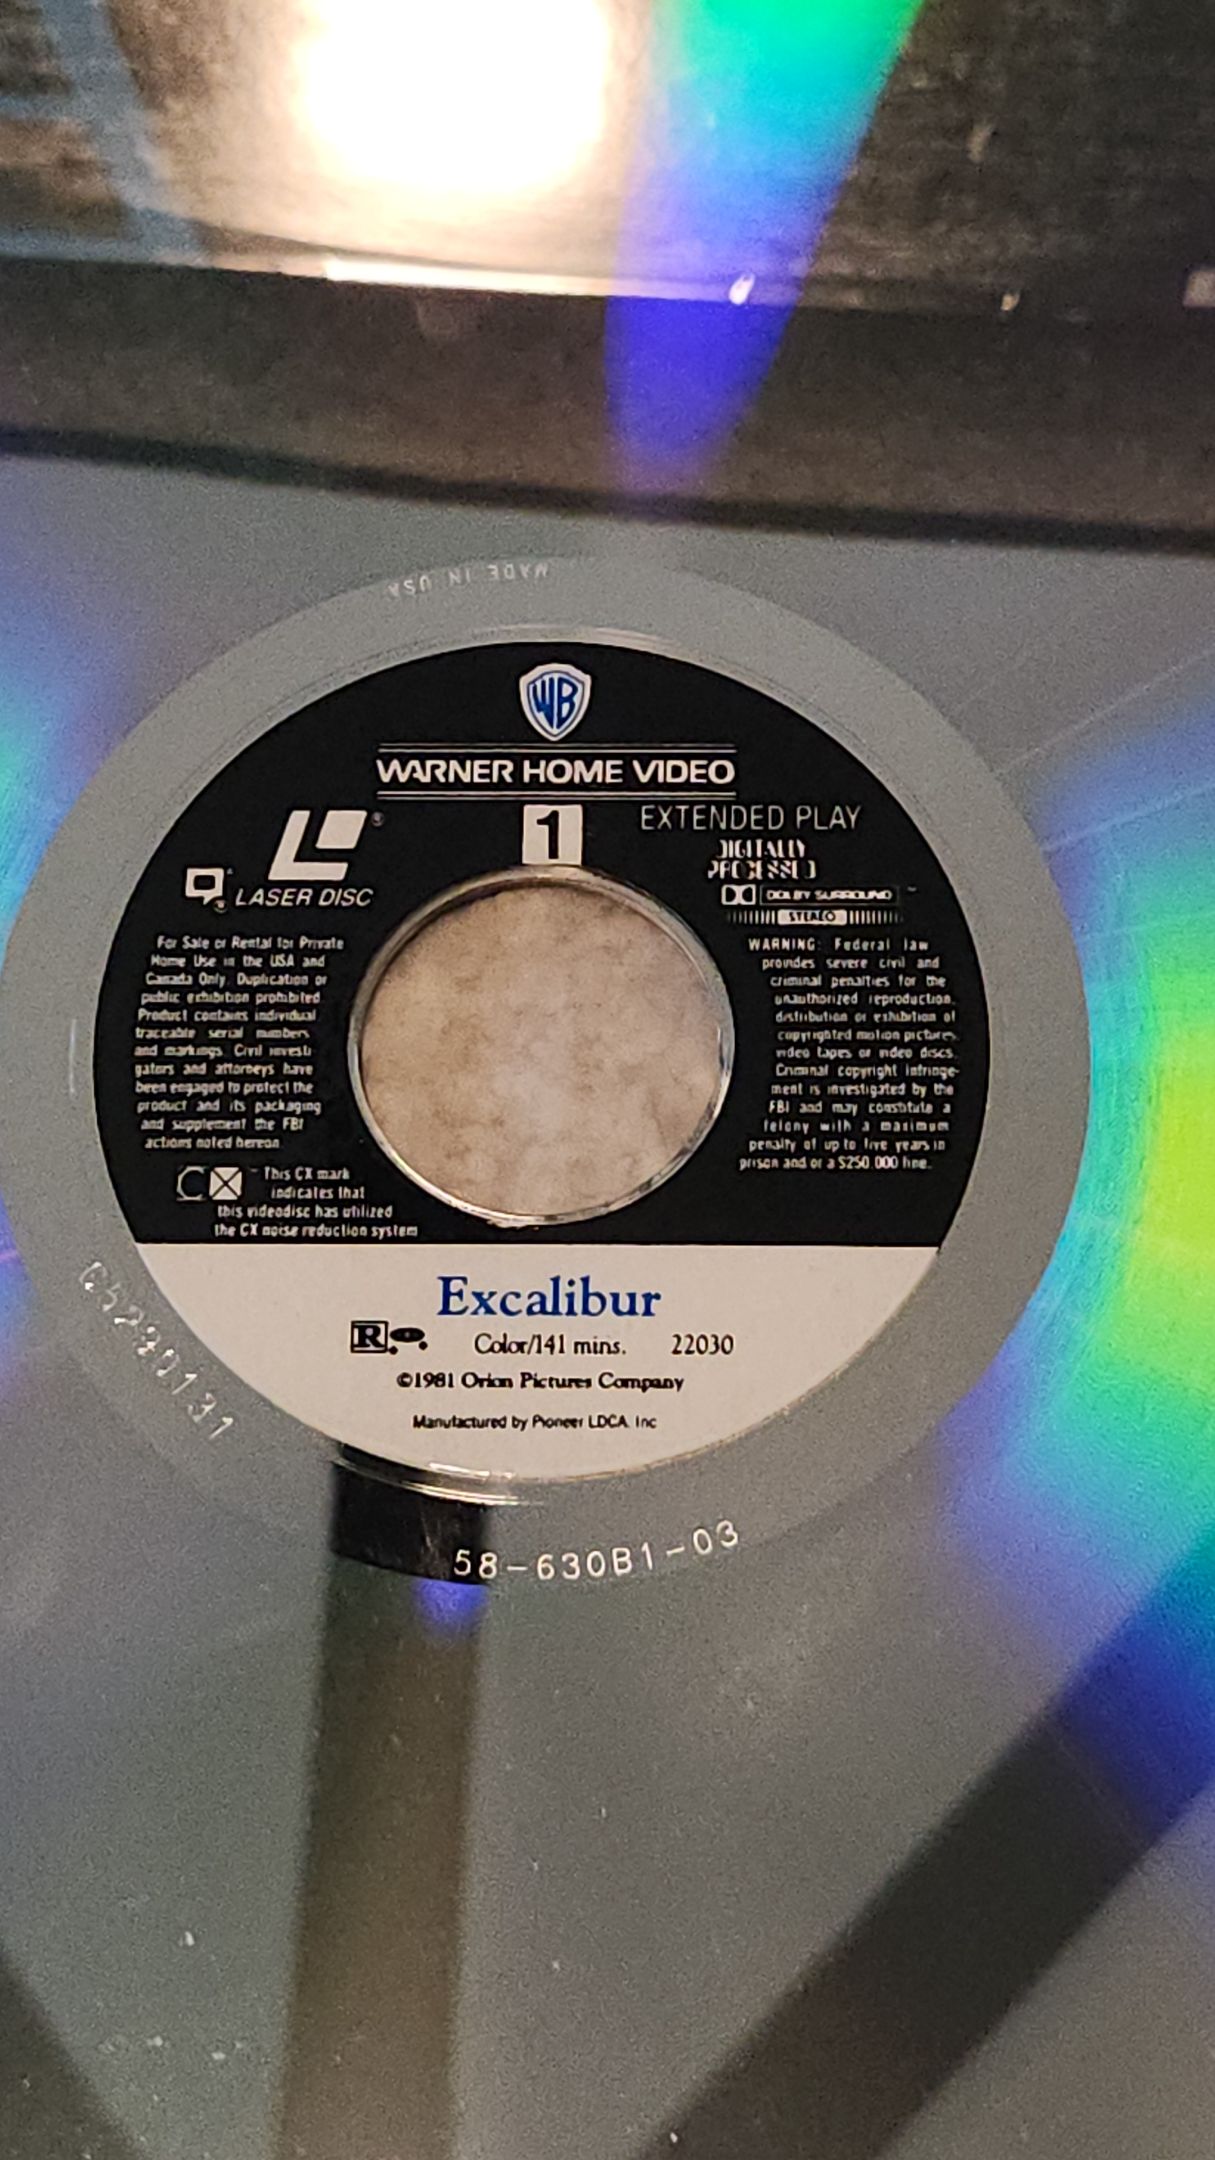 MADE IN USA
WB
WARNER HOME VIDEO
1
EXTENDED PLAY
DIGITALLY
PROCESSED
DOLBY SURROUND
STEREO
LASER DISC
For Sale or Rental for Private
Home Use in the USA and
Canada Only. Duplication or
public exhibition prohibited.
Product contains individual
traceable serial numbers
and markings. Civil investi-
gators and attorneys have
been engaged to protect the
product and its packaging
and supplement the FBI
actions noted hereon.
CX
This CX mark
indicates that
this videodisc has utilized
the CX noise reduction system
WARNING: Federal law
provides severe civil and
criminal penalties for the
unauthorized reproduction,
distribution or exhibition of
copyrighted motion pictures,
video tapes or video discs.
Criminal copyright infringe-
ment is investigated by the
FBI and may constitute a
felony with a maximum
penalty of up to five years in
prison and or a $250,000 fine.
Excalibur
R
Color/141 mins. 22030
©1981 Orion Pictures Company
Manufactured by Pioneer LDCA, Inc
58-630B1-03